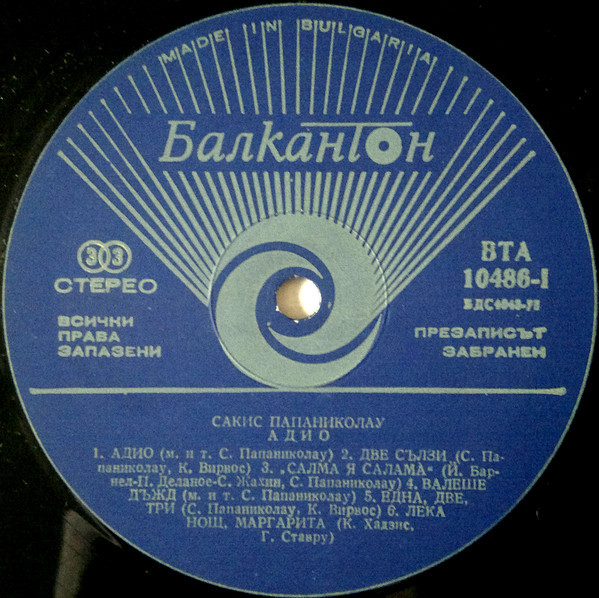 MADE IN BULGARIA
Балкантон
33
СТЕРЕО
ВТА
10486-I
ВСИЧКИ
ПРАВА
ЗАПАЗЕНИ
ПРЕЗАПИСЪТ
ЗАБРАНЕН
САКИС ПАПАНИКОЛАУ
АДИО
1. АДИО (м. и т. С. Папаниколау) 2. ДВЕ СЪЛЗИ (С. Па-
паниколау, К. Вирвос) 3. „САЛМА Я САЛАМА“ (Й. Бар-
нел-П. Деланое-С. Жахин, С. Папаниколау) 4. ВАЛЕШЕ
ДЪЖД (м. и т. С. Папаниколау) 5. ЕДНА, ДВЕ,
ТРИ (С. Папаниколау, К. Вирвос) 6. ЛЕКА
НОЩ, МАРГАРИТА (К. Хадзис,
Г. Ставру)